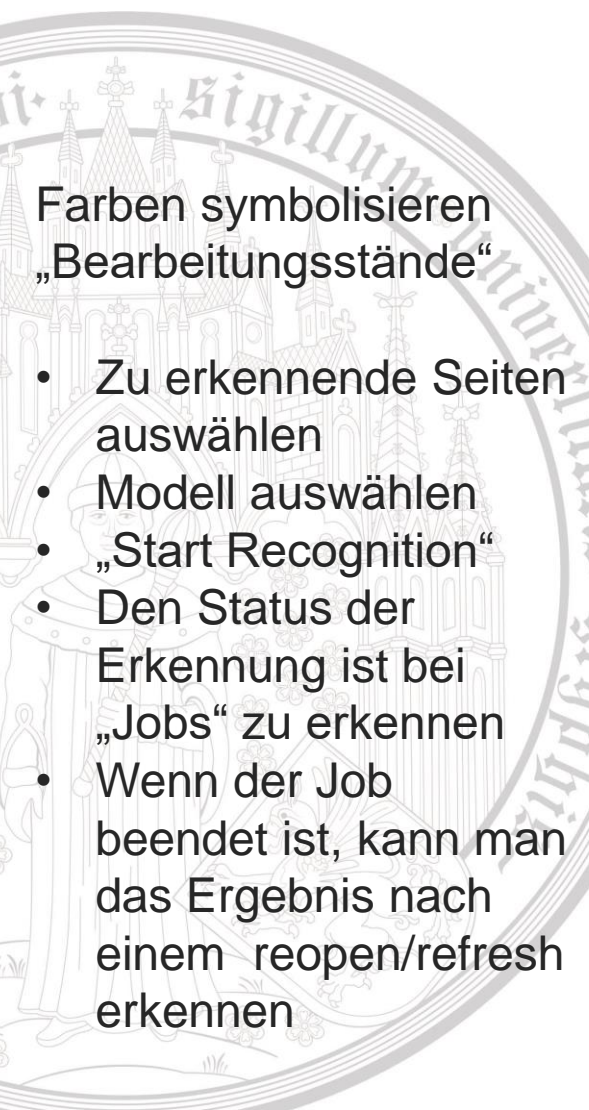 Sigillum
Farben symbolisieren
„Bearbeitungsstände“
• Zu erkennende Seiten
auswählen
• Modell auswählen
• „Start Recognition“
• Den Status der
Erkennung ist bei
„Jobs“ zu erkennen
• Wenn der Job
beendet ist, kann man
das Ergebnis nach
einem  reopen/refresh
erkennen